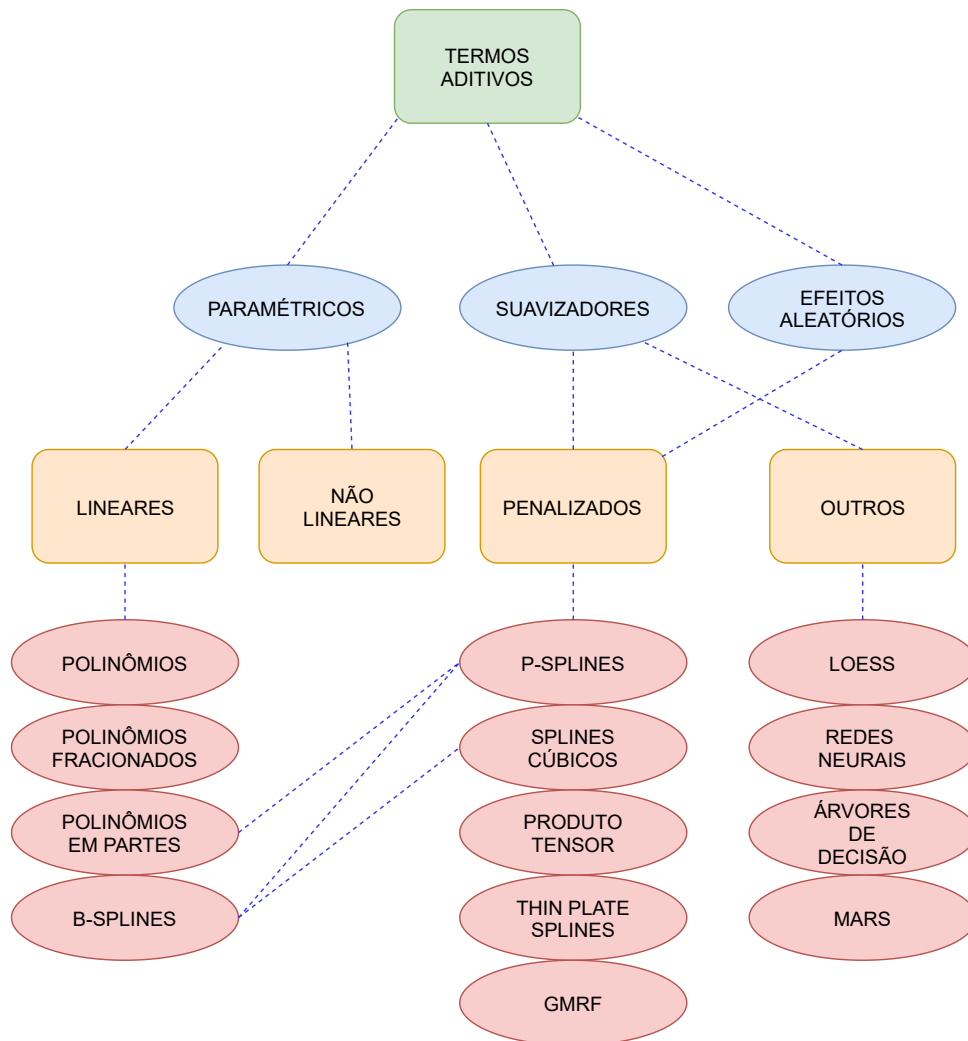 TERMOS
ADITIVOS
PARAMÉTRICOS
SUAVIZADORES
EFEITOS
ALEATÓRIOS
LINEARES
NÃO
LINEARES
PENALIZADOS
OUTROS
POLINÔMIOS
P-SPLINES
LOESS
POLINÔMIOS
FRACIONADOS
SPLINES
CÚBICOS
REDES
NEURAIS
POLINÔMIOS
EM PARTES
PRODUTO
TENSOR
ÁRVORES
DE
DECISÃO
B-SPLINES
THIN PLATE
SPLINES
MARS
GMRF